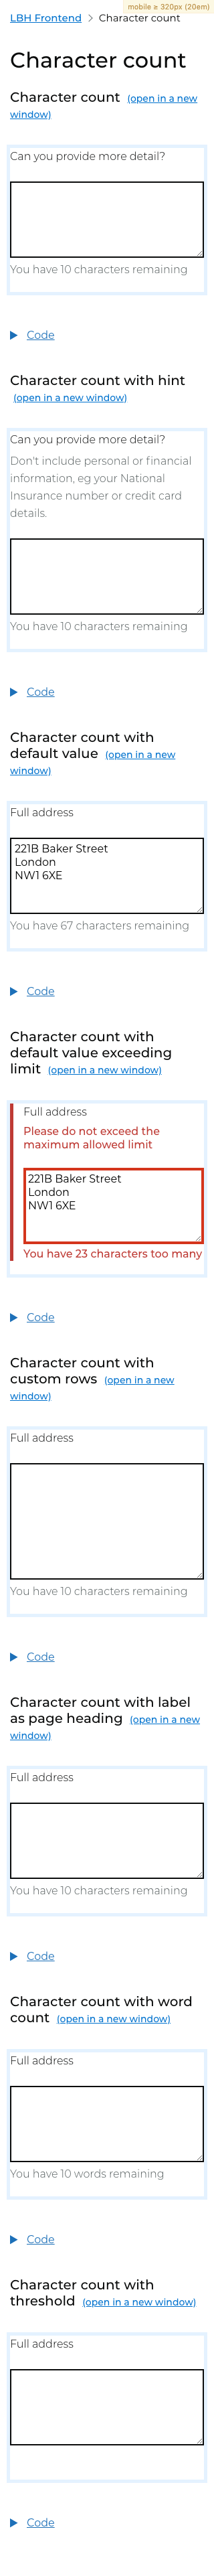 mobile ≥ 320px (20em)
LBH Frontend > Character count
Character count
Character count (open in a new
window)
Can you provide more detail?
You have 10 characters remaining
Code
Character count with hint
(open in a new window)
Can you provide more detail?
Don't include personal or financial
information, eg your National
Insurance number or credit card
details.
You have 10 characters remaining
Code
Character count with
default value (open in a new
window)
Full address
221B Baker Street
London
NW1 6XE
You have 67 characters remaining
Code
Character count with
default value exceeding
limit (open in a new window)
Full address
Please do not exceed the
maximum allowed limit
221B Baker Street
London
NW1 6XE
You have 23 characters too many
Code
Character count with
custom rows (open in a new
window)
Full address
You have 10 characters remaining
Code
Character count with label
as page heading (open in a new
window)
Full address
You have 10 characters remaining
Code
Character count with word
count (open in a new window)
Full address
You have 10 words remaining
Code
Character count with
threshold (open in a new window)
Full address
Code